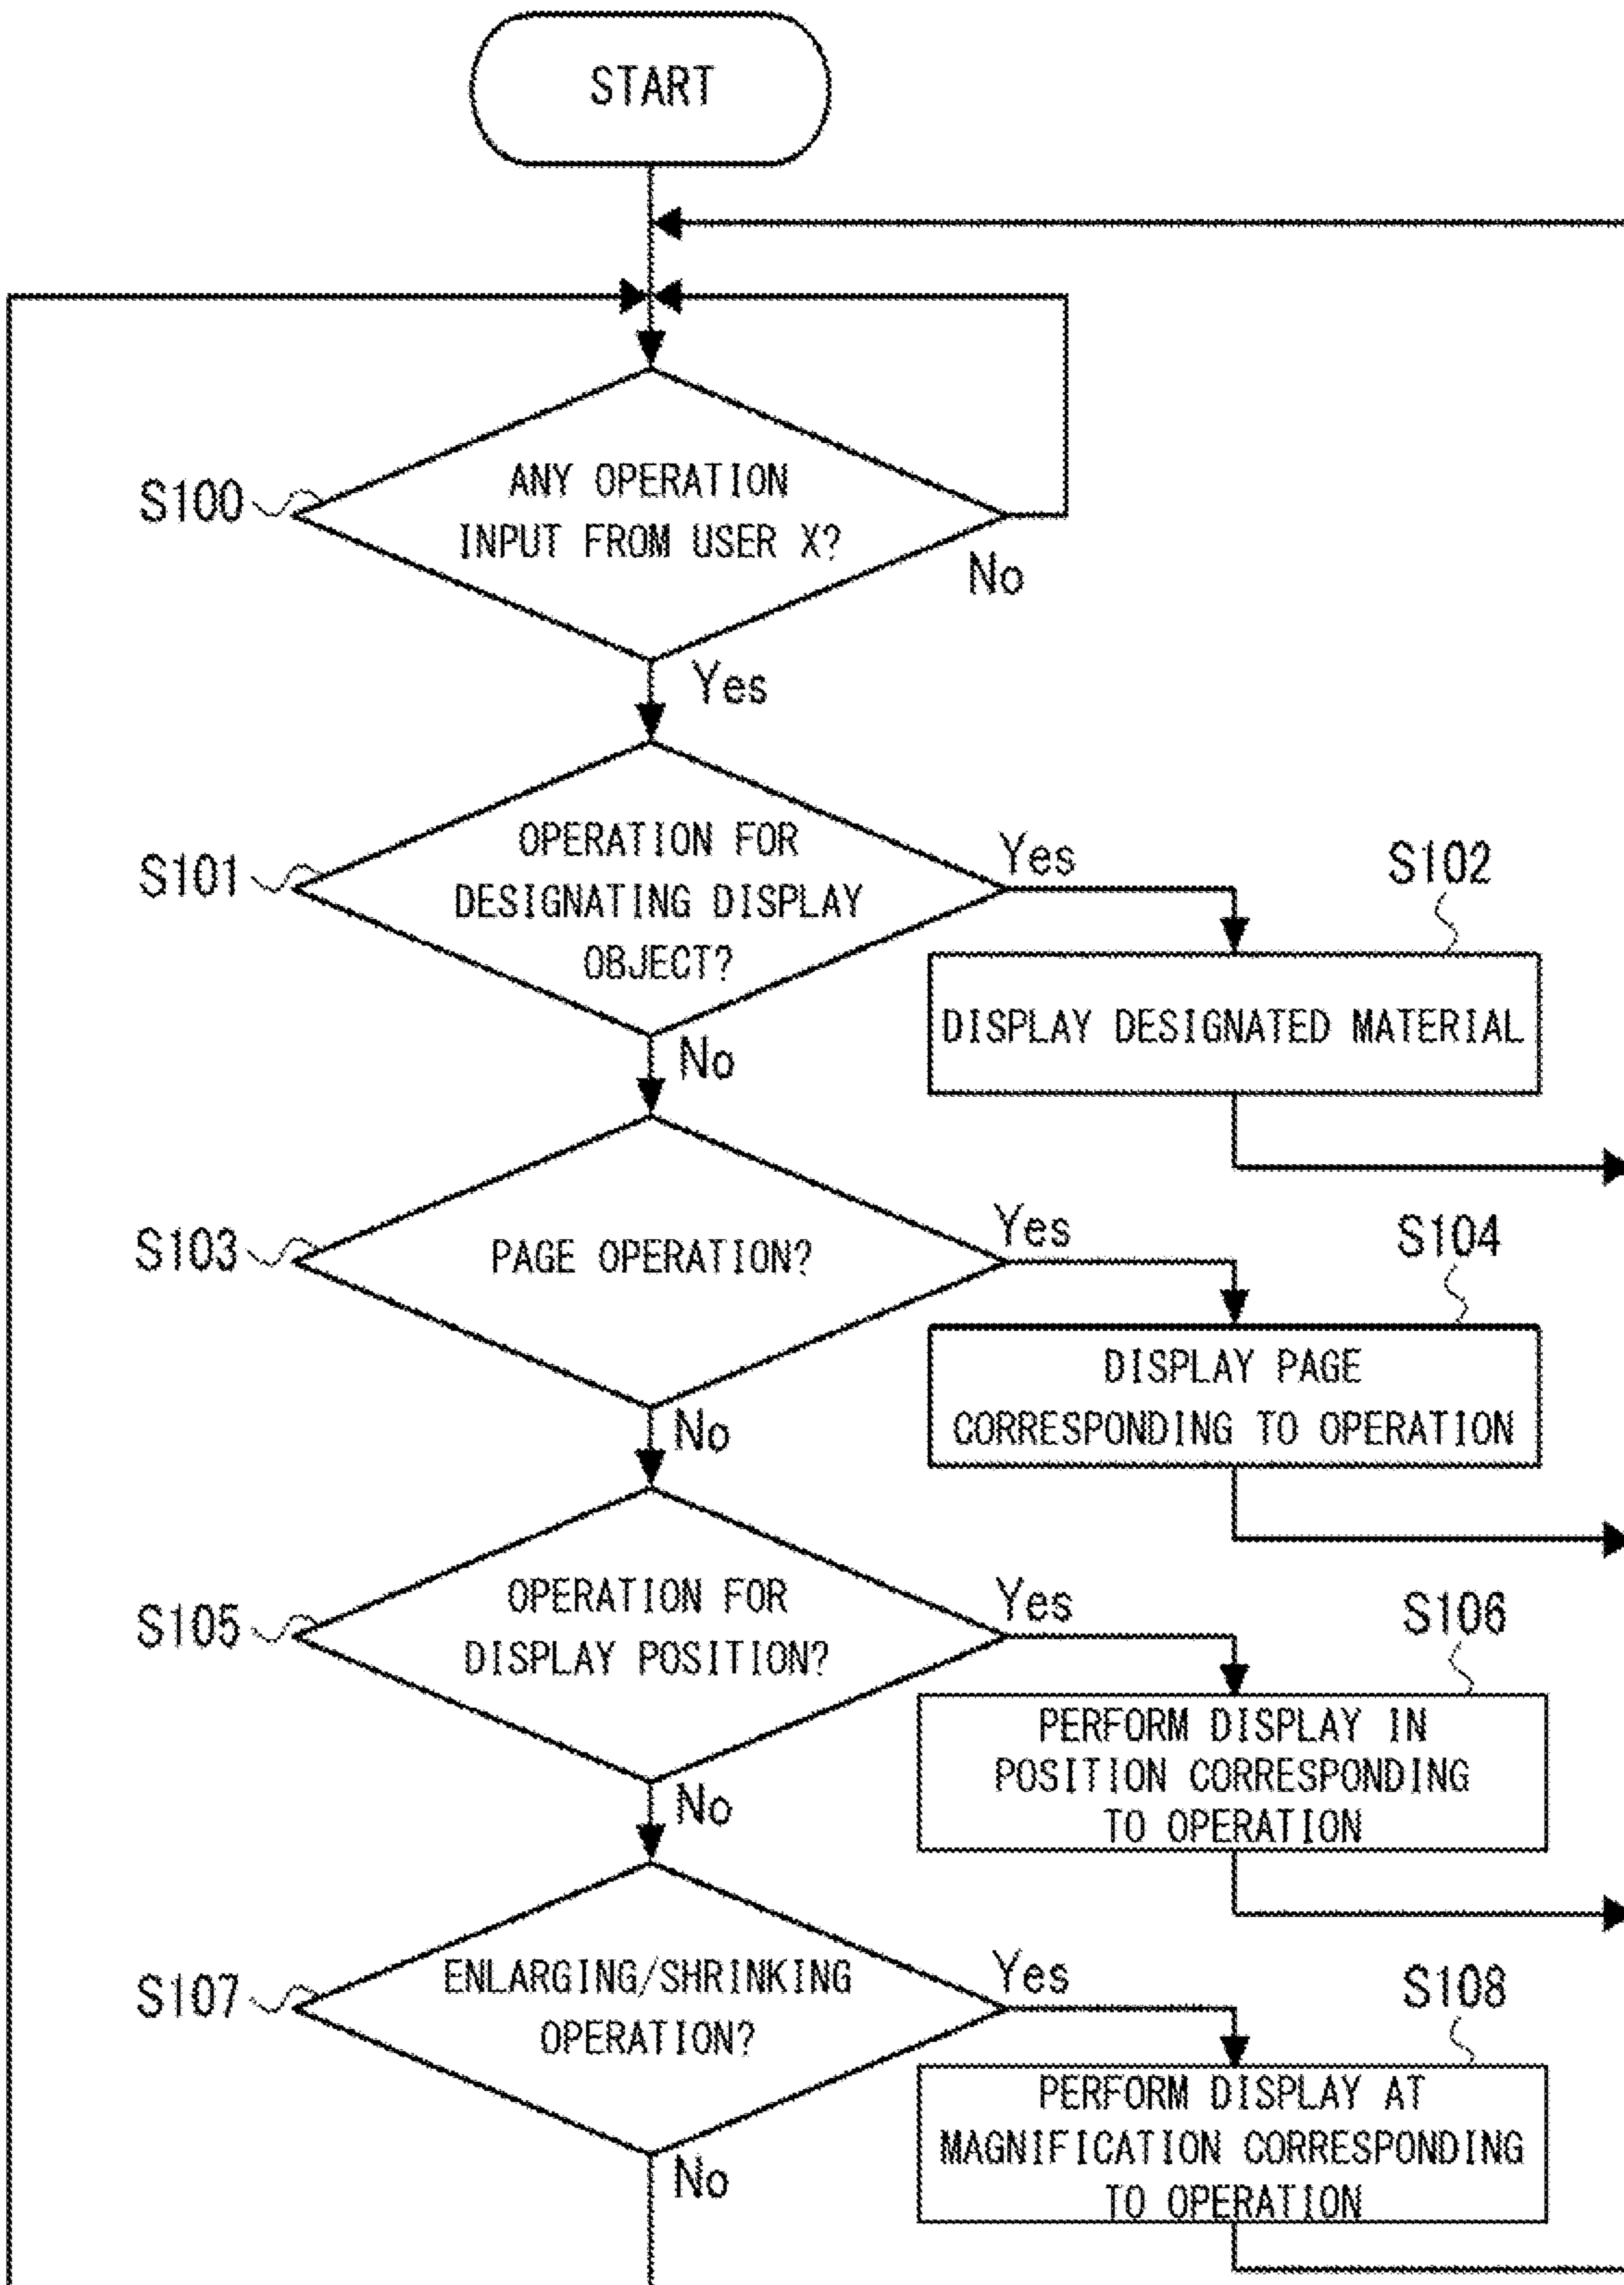 START
S100
ANY OPERATION
INPUT FROM USER X?
No
Yes
S101
OPERATION FOR
DESIGNATING DISPLAY
OBJECT?
Yes
S102
DISPLAY DESIGNATED MATERIAL
No
S103
PAGE OPERATION?
Yes
S104
DISPLAY PAGE
CORRESPONDING TO OPERATION
No
S105
OPERATION FOR
DISPLAY POSITION?
Yes
S106
PERFORM DISPLAY IN
POSITION CORRESPONDING
TO OPERATION
No
S107
ENLARGING/SHRINKING
OPERATION?
Yes
S108
PERFORM DISPLAY AT
MAGNIFICATION CORRESPONDING
TO OPERATION
No